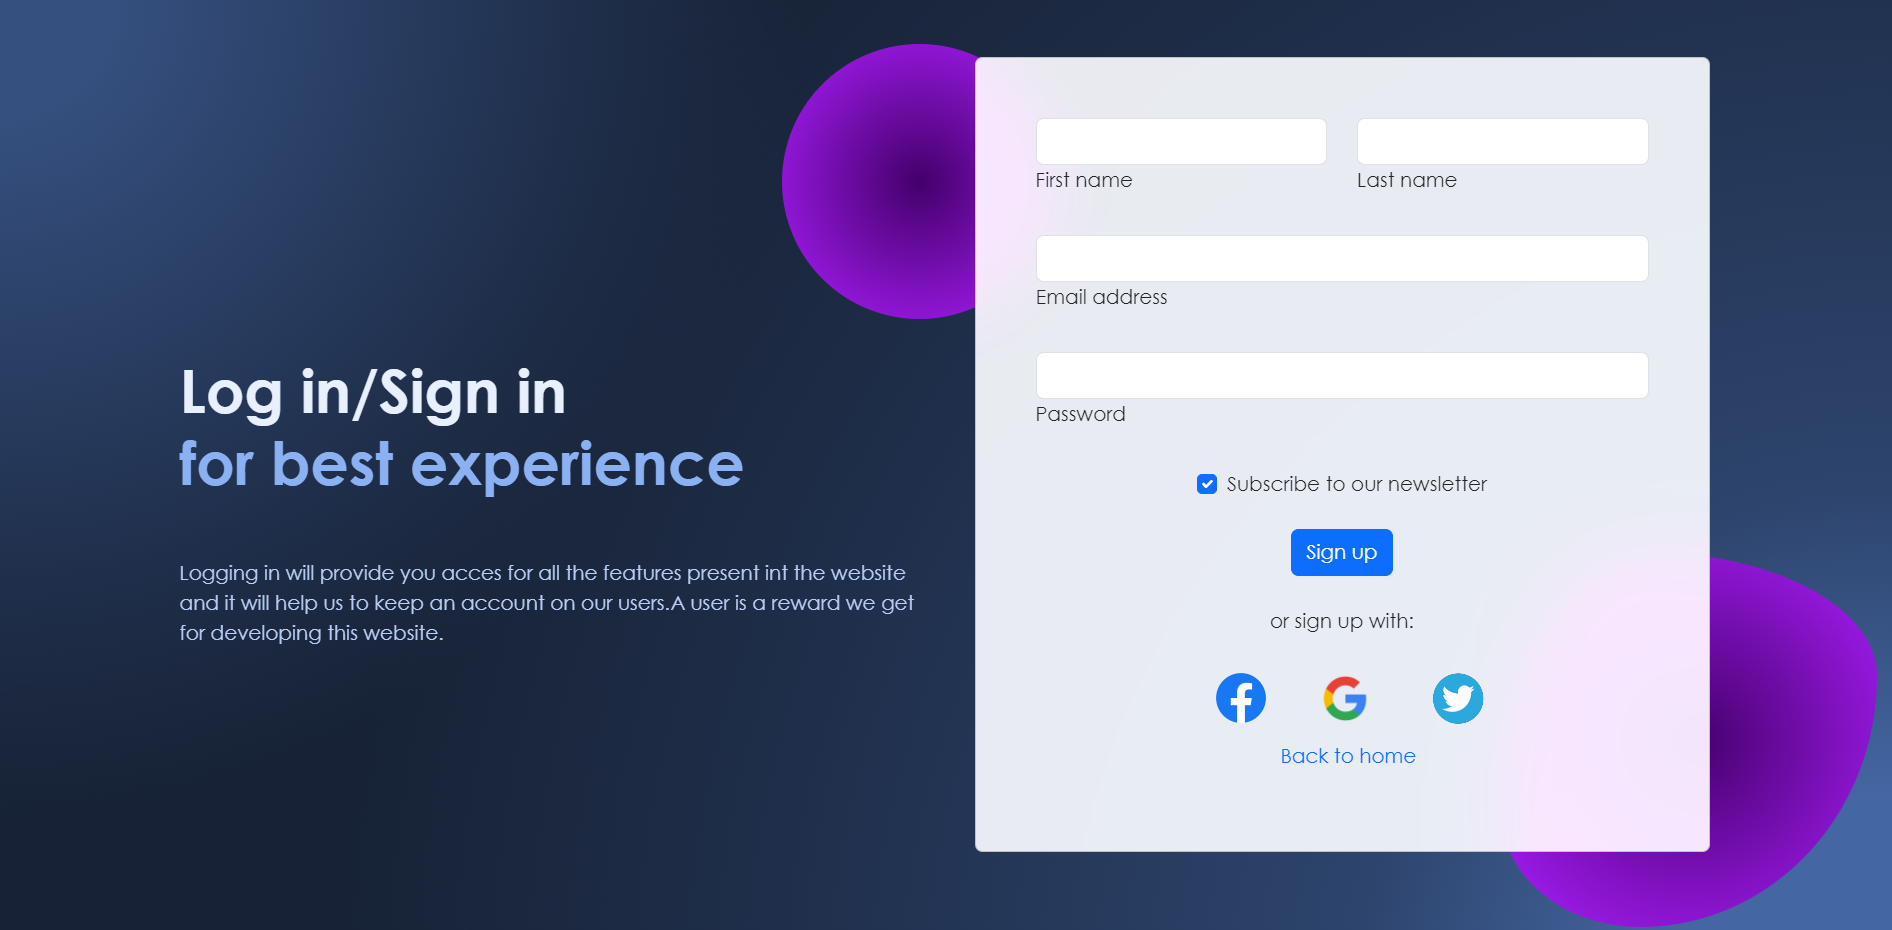 Log in/Sign in
for best experience
Logging in will provide you acces for all the features present int the website
and it will help us to keep an account on our users.A user is a reward we get
for developing this website.
First name
Last name
Email address
Password
Subscribe to our newsletter
Sign up
or sign up with:
Back to home